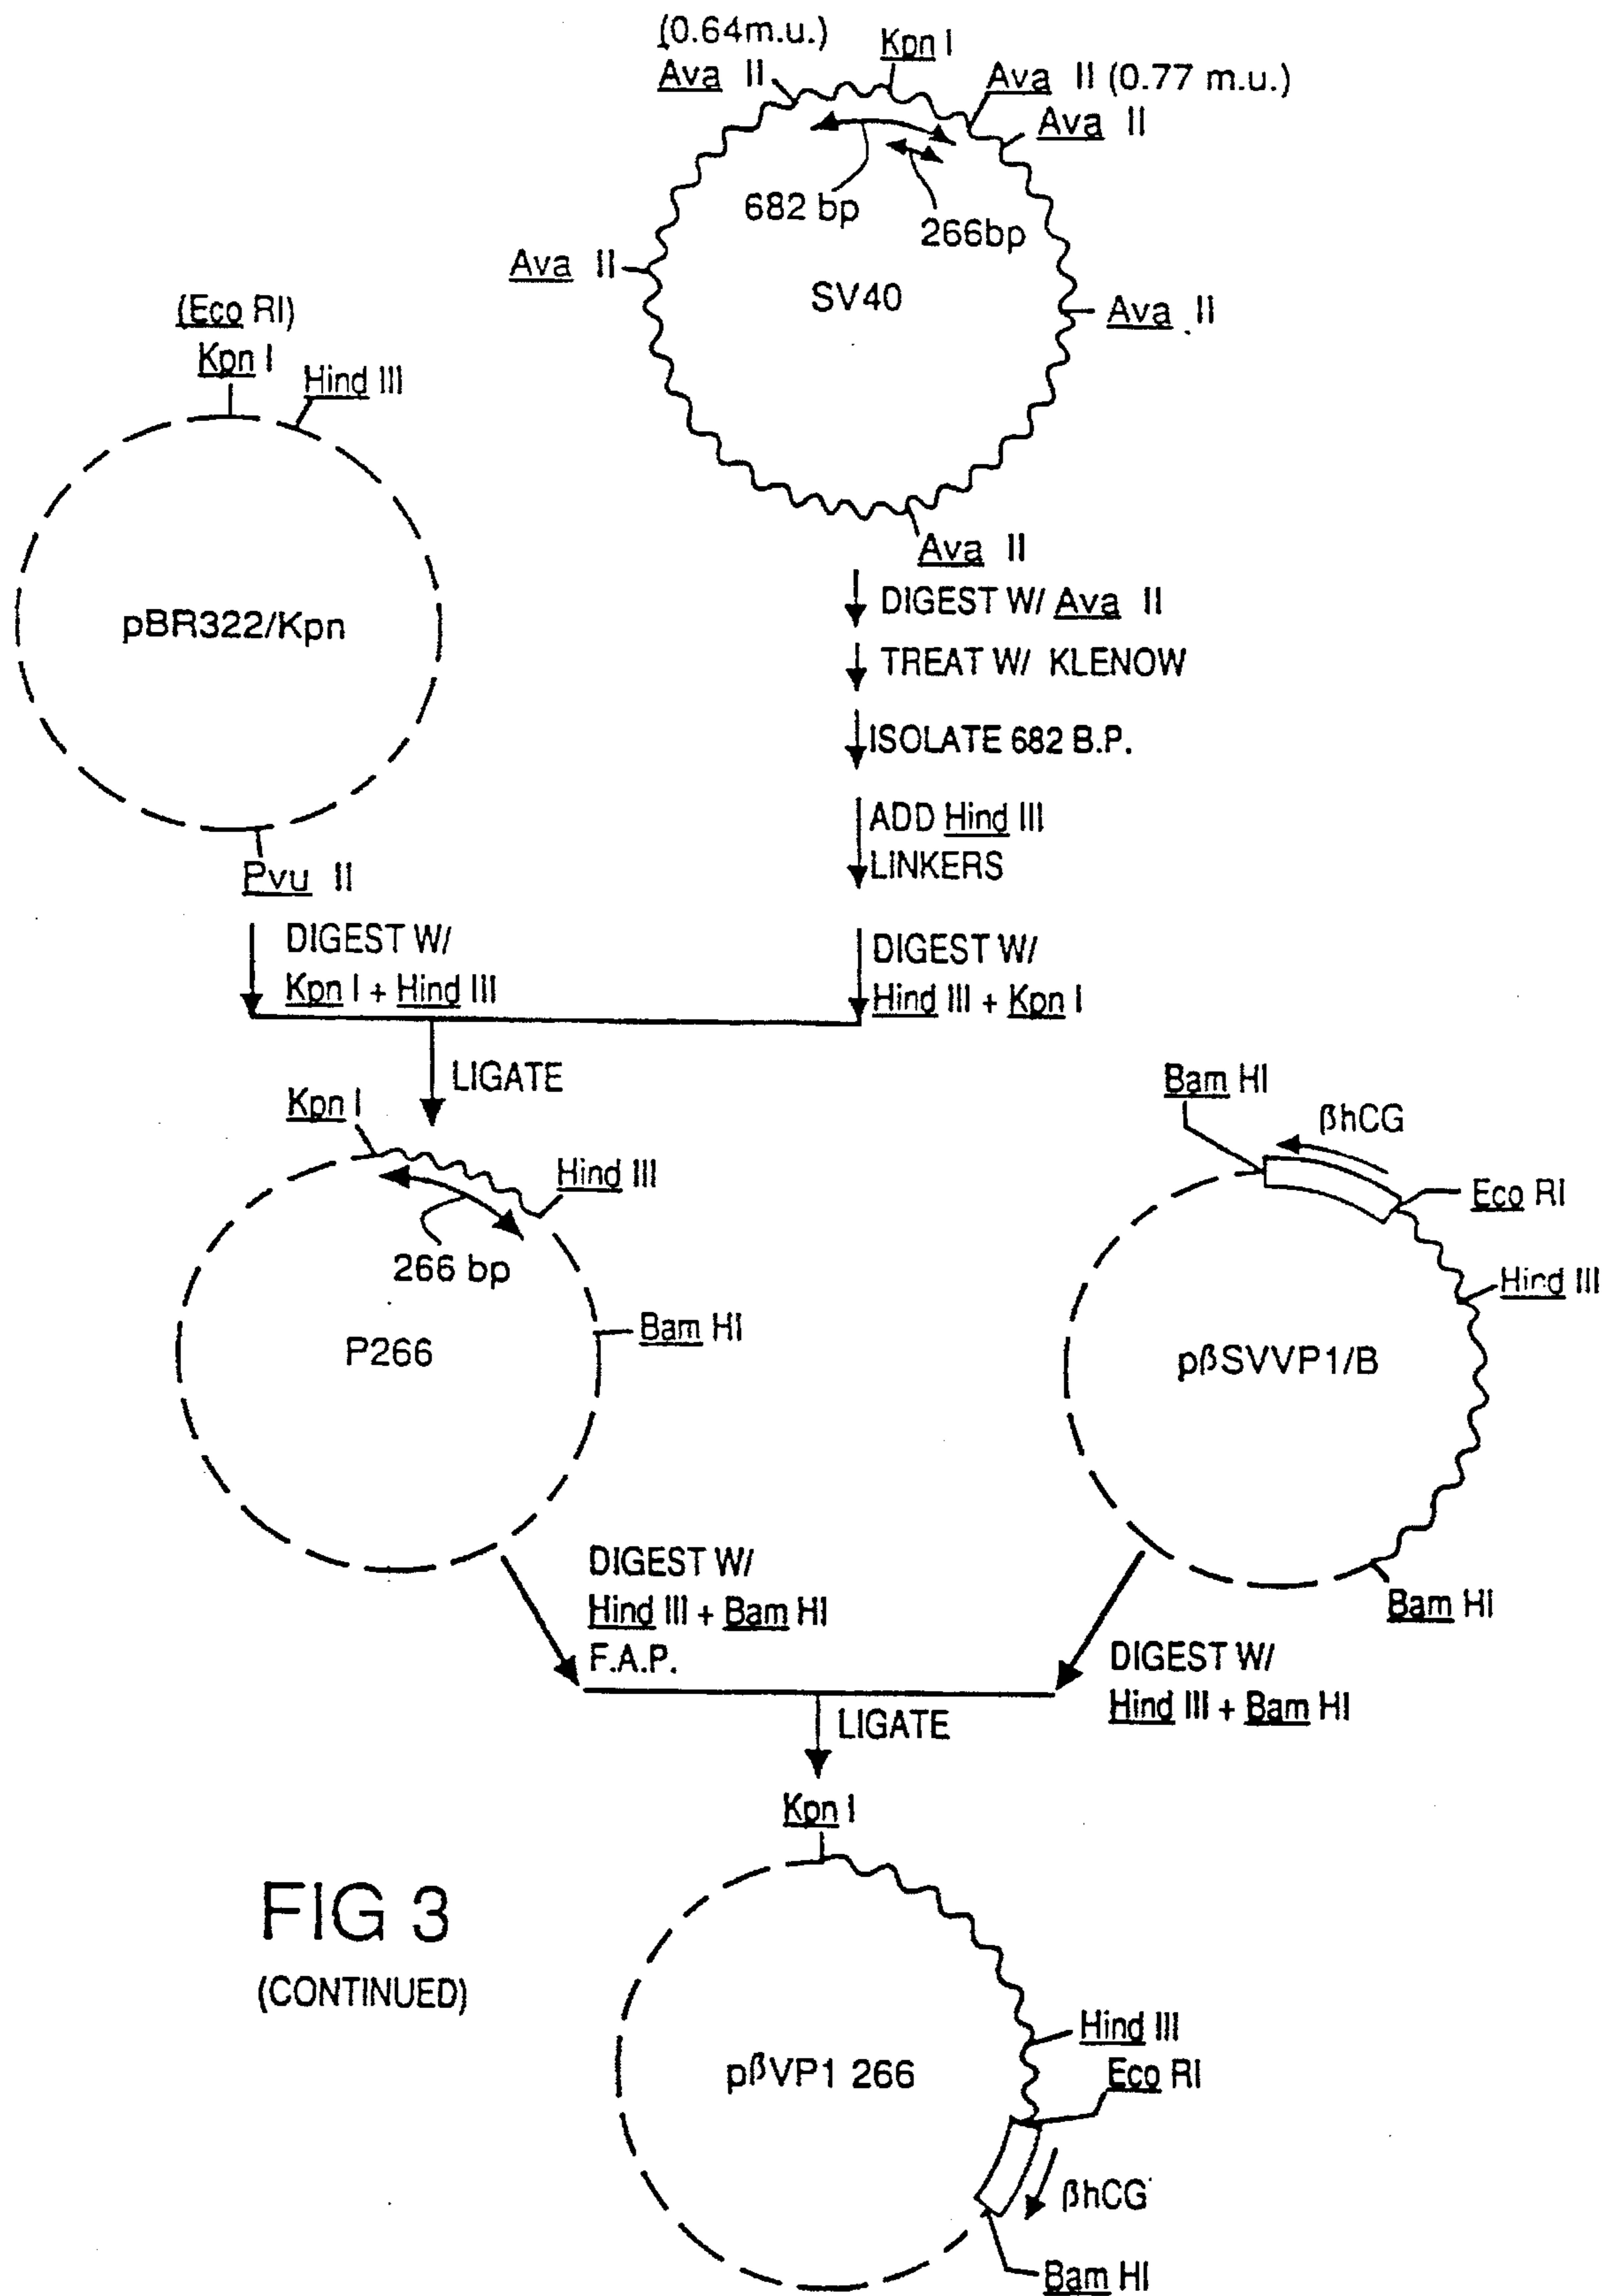 (0.64m.u.)
Ava II
Kpn I
Ava II (0.77 m.u.)
Ava II
682 bp
266bp
Ava II
SV40
Ava II
Ava II
(Eco RI)
Kpn I
Hind III
pBR322/Kpn
Pvu II
DIGEST W/ Ava II
TREAT W/ KLENOW
ISOLATE 682 B.P.
ADD Hind III
LINKERS
DIGEST W/
Kpn I + Hind III
DIGEST W/
Hind III + Kpn I
LIGATE
Kpn I
Hind III
266 bp
Bam HI
P266
Bam HI
βhCG
Eco RI
Hind III
pβSVVP1/B
Bam HI
DIGEST W/
Hind III + Bam HI
F.A.P.
DIGEST W/
Hind III + Bam HI
LIGATE
Kpn I
FIG 3
(CONTINUED)
Hind III
Eco RI
pβVP1 266
βhCG
Bam HI